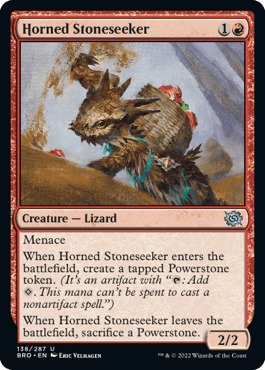 Horned Stoneseeker 1
Creature — Lizard
Menace
When Horned Stoneseeker enters the
battlefield, create a tapped Powerstone
token. (It's an artifact with “: Add
. This mana can't be spent to cast a
nonartifact spell.”)
When Horned Stoneseeker leaves the
battlefield, sacrifice a Powerstone.
2/2
138/287 U
BRO • EN Eric Velhagen
™ & © 2022 Wizards of the Coast